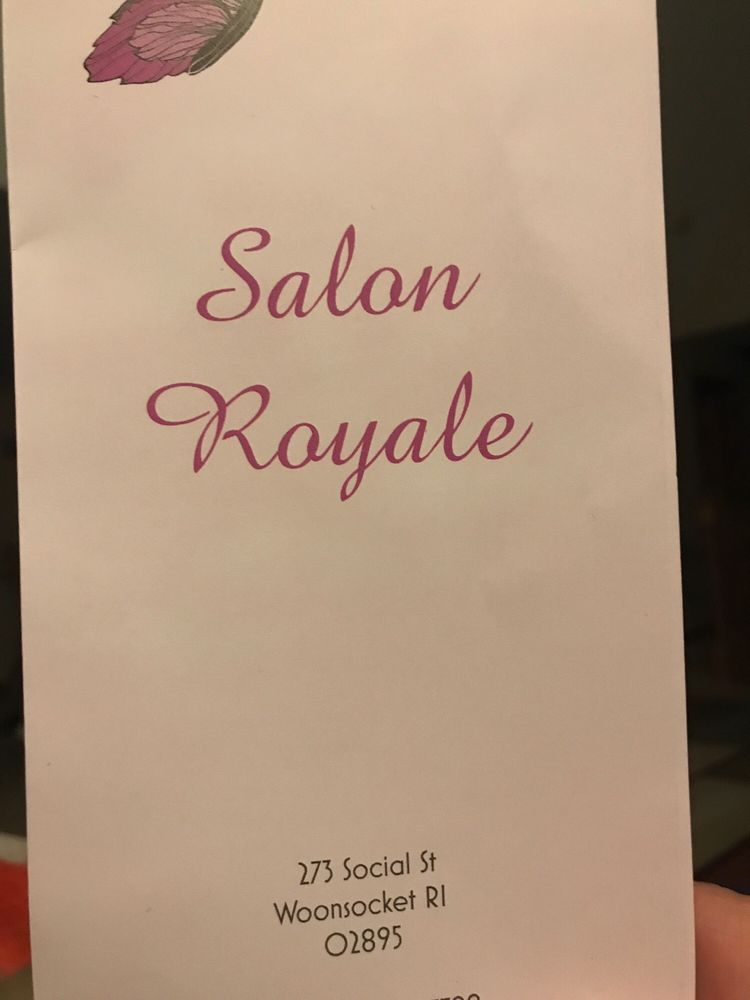 Salon
Royale
273 Social St
Woonsocket RI
02895